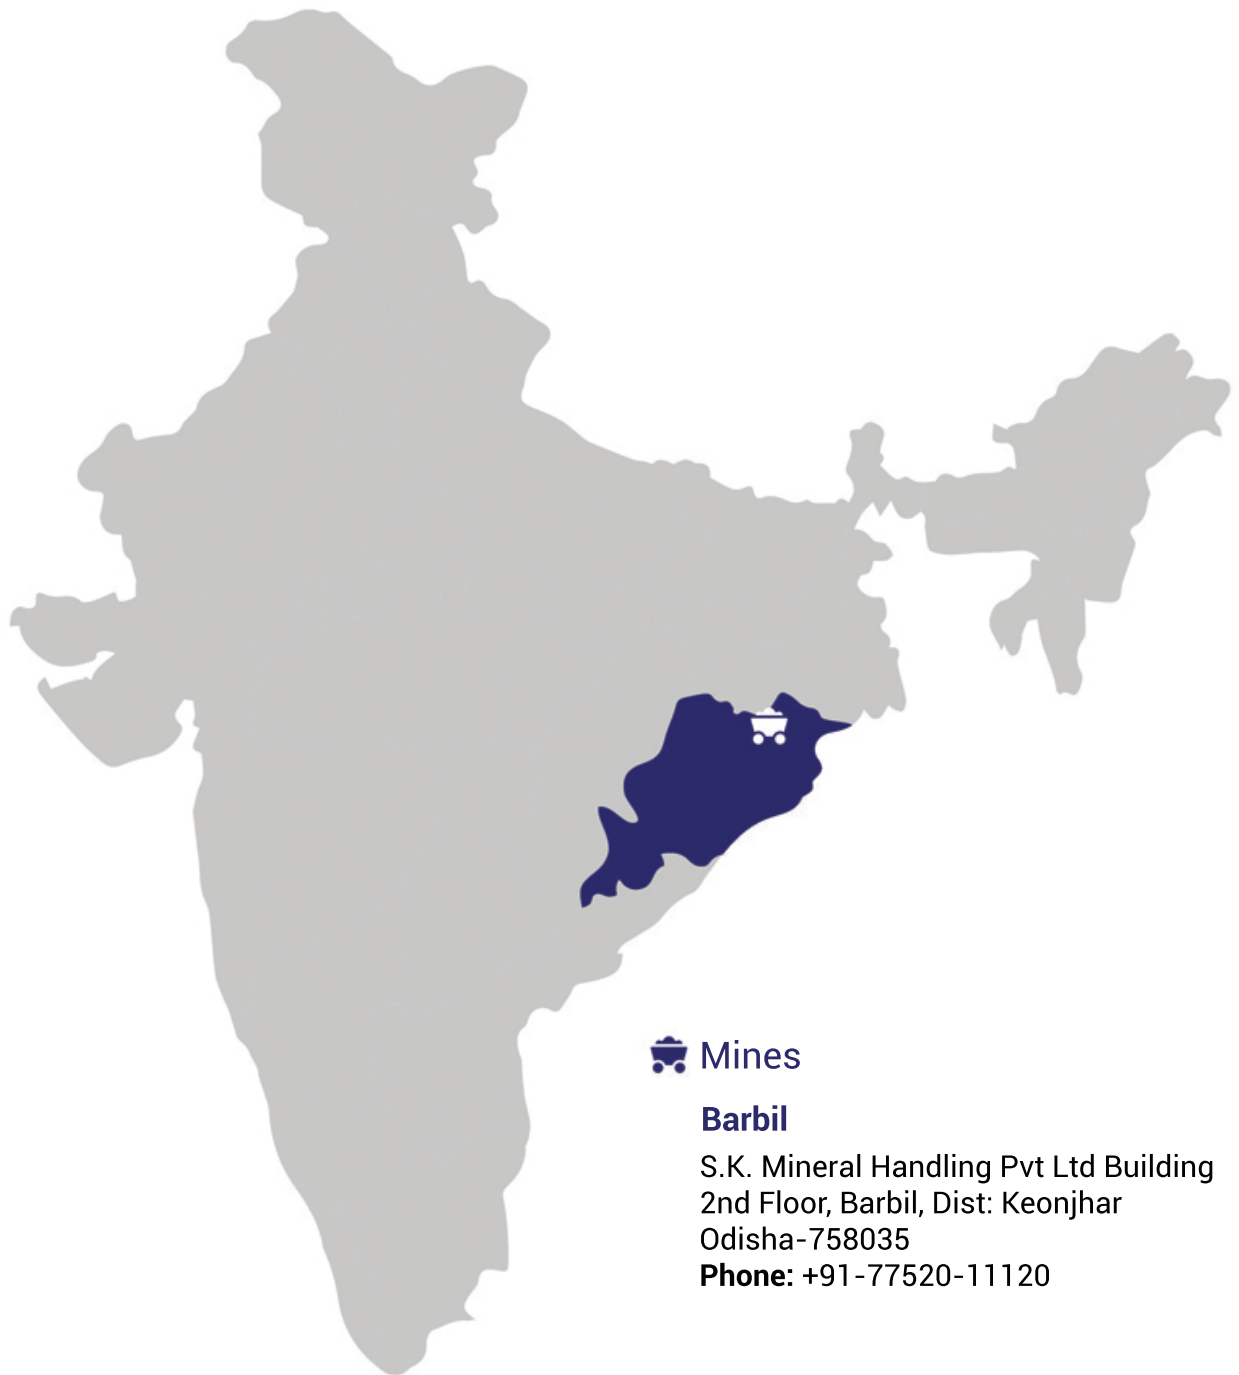 Mines
Barbil
S.K. Mineral Handling Pvt Ltd Building
2nd Floor, Barbil, Dist: Keonjhar
Odisha-758035
Phone: +91-77520-11120